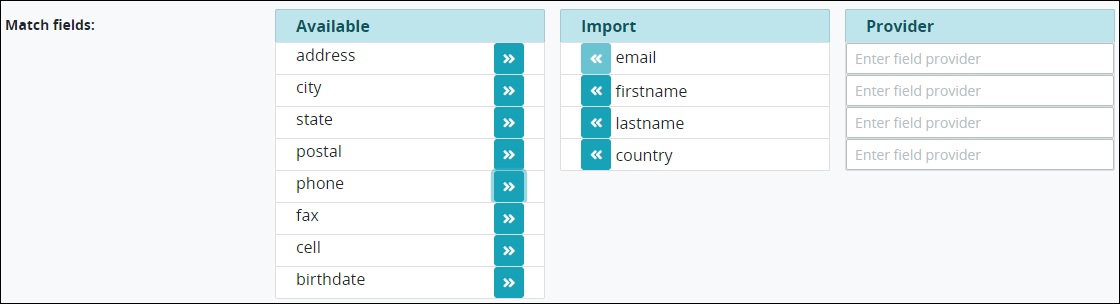 Match fields:
Available
Import
Provider
address
»
«
email
Enter field provider
city
»
«
firstname
Enter field provider
state
»
«
lastname
Enter field provider
postal
»
«
country
Enter field provider
phone
»
fax
»
cell
»
birthdate
»